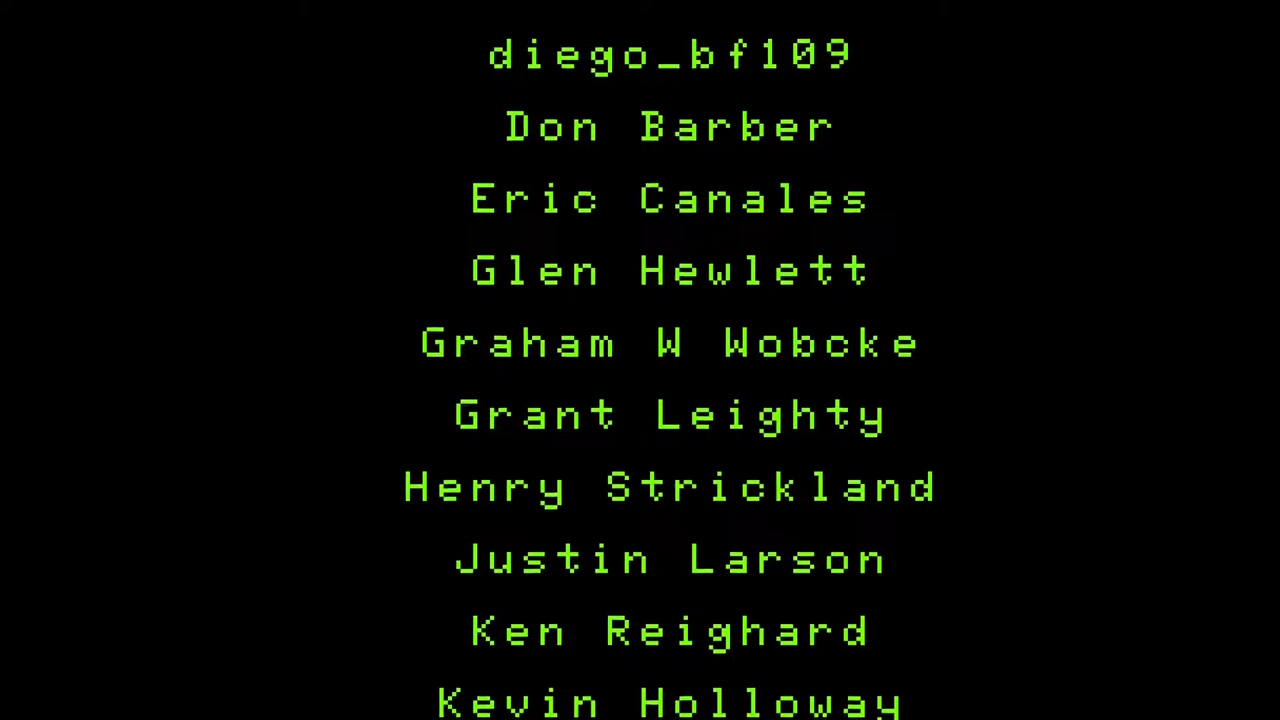 diego_bf109
Don Barber
Eric Canales
Glen Hewlett
Graham W Wobcke
Grant Leighty
Henry Strickland
Justin Larson
Ken Reighard
Kevin Holloway